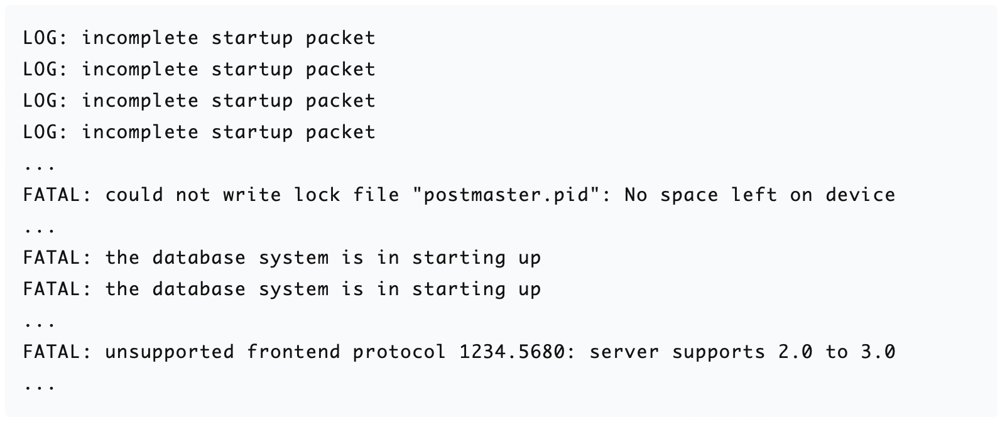 LOG: incomplete startup packet
LOG: incomplete startup packet
LOG: incomplete startup packet
LOG: incomplete startup packet
...
FATAL: could not write lock file "postmaster.pid": No space left on device
...
FATAL: the database system is in starting up
FATAL: the database system is in starting up
...
FATAL: unsupported frontend protocol 1234.5680: server supports 2.0 to 3.0
...